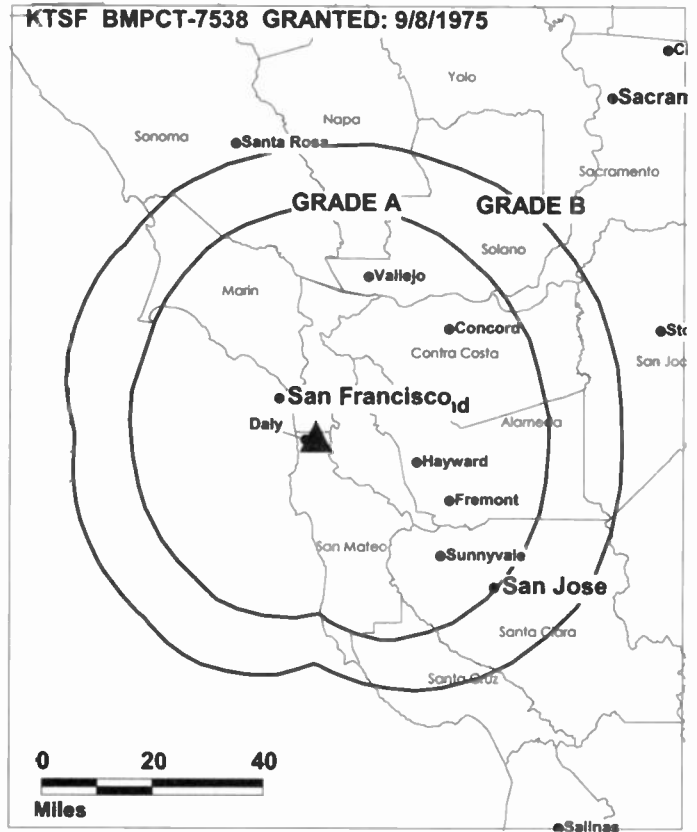 KTSF BMPCT-7538 GRANTED: 9/8/1975
Yolo
Sacram
Napa
Sonoma
Santa Rosa
Sacramento
GRADE A
GRADE B
Solano
Vallejo
Marin
Concord
Contra Costa
San Joa
San Francisco
Daly
Alameda
Hayward
Fremont
San Mateo
Sunnyvale
San Jose
Santa Clara
Santa Cruz
0 20 40
Miles
Salinas